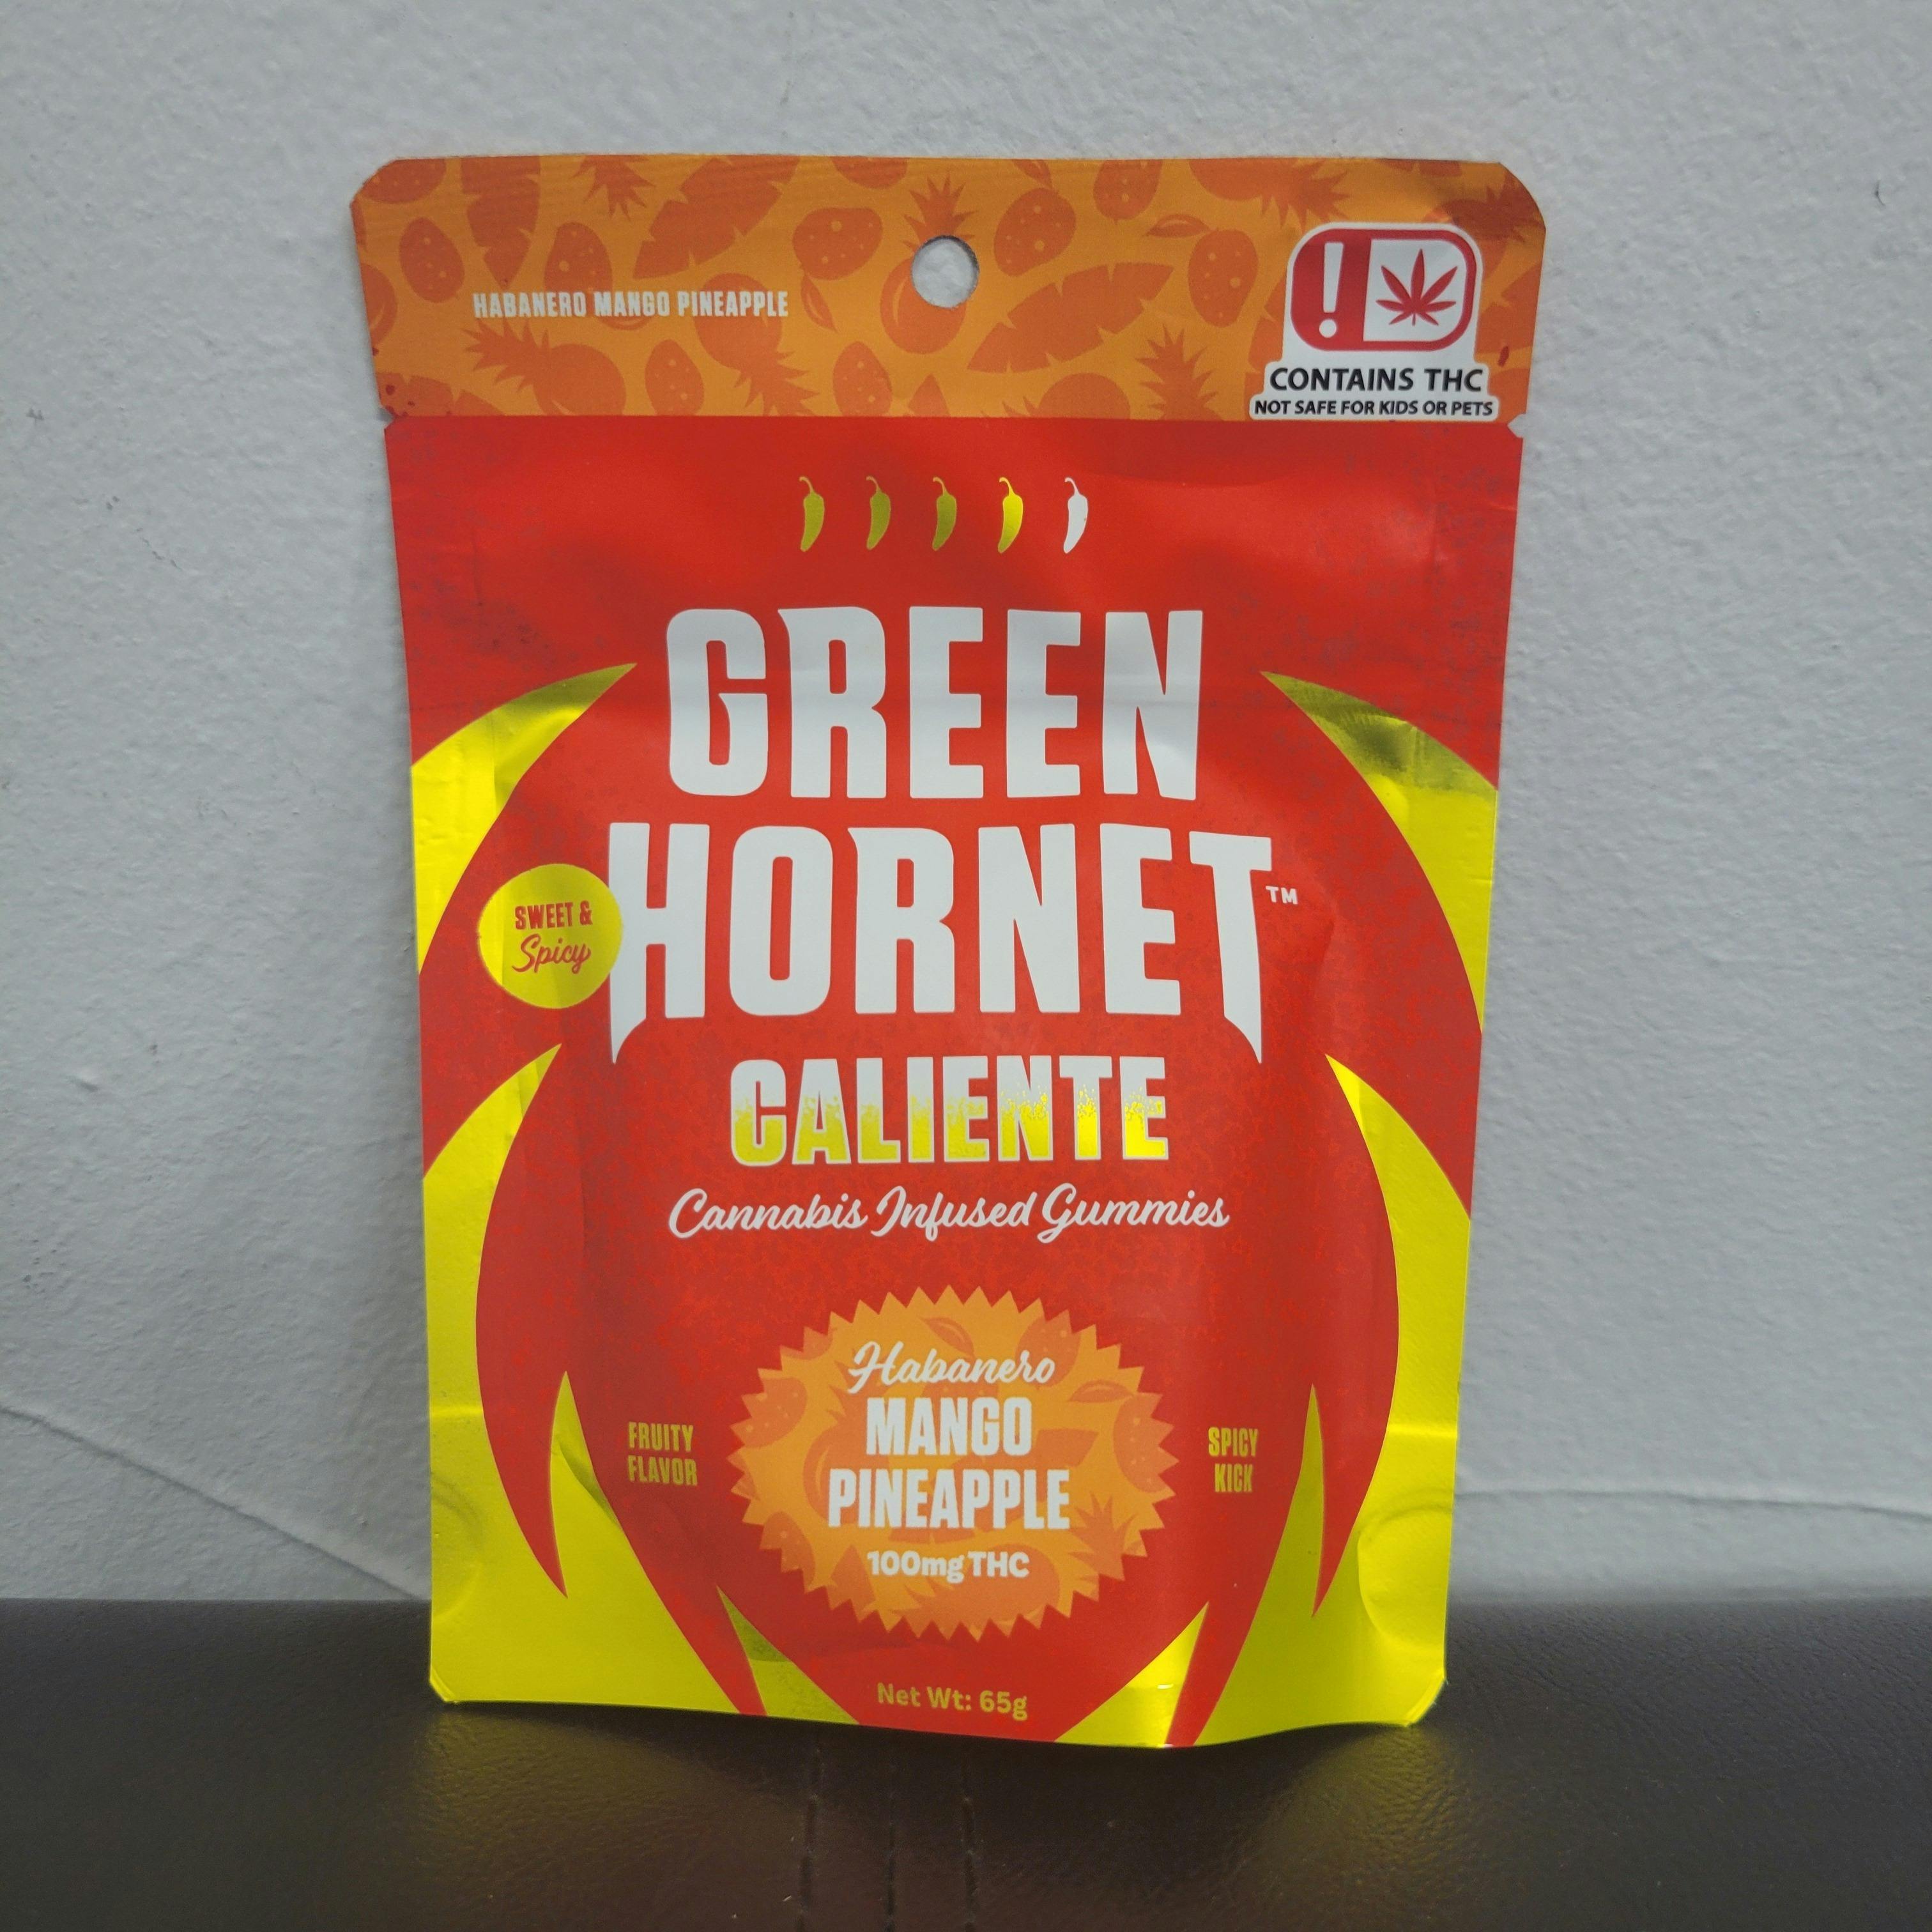 HABANERO MANGO PINEAPPLE
!
CONTAINS THC
NOT SAFE FOR KIDS OR PETS
GREEN
HORNET™
SWEET &
Spicy
CALIENTE
Cannabis Infused Gummies
Habanero
MANGO
PINEAPPLE
100mg THC
FRUITY
FLAVOR
SPICY
KICK
Net Wt: 65g